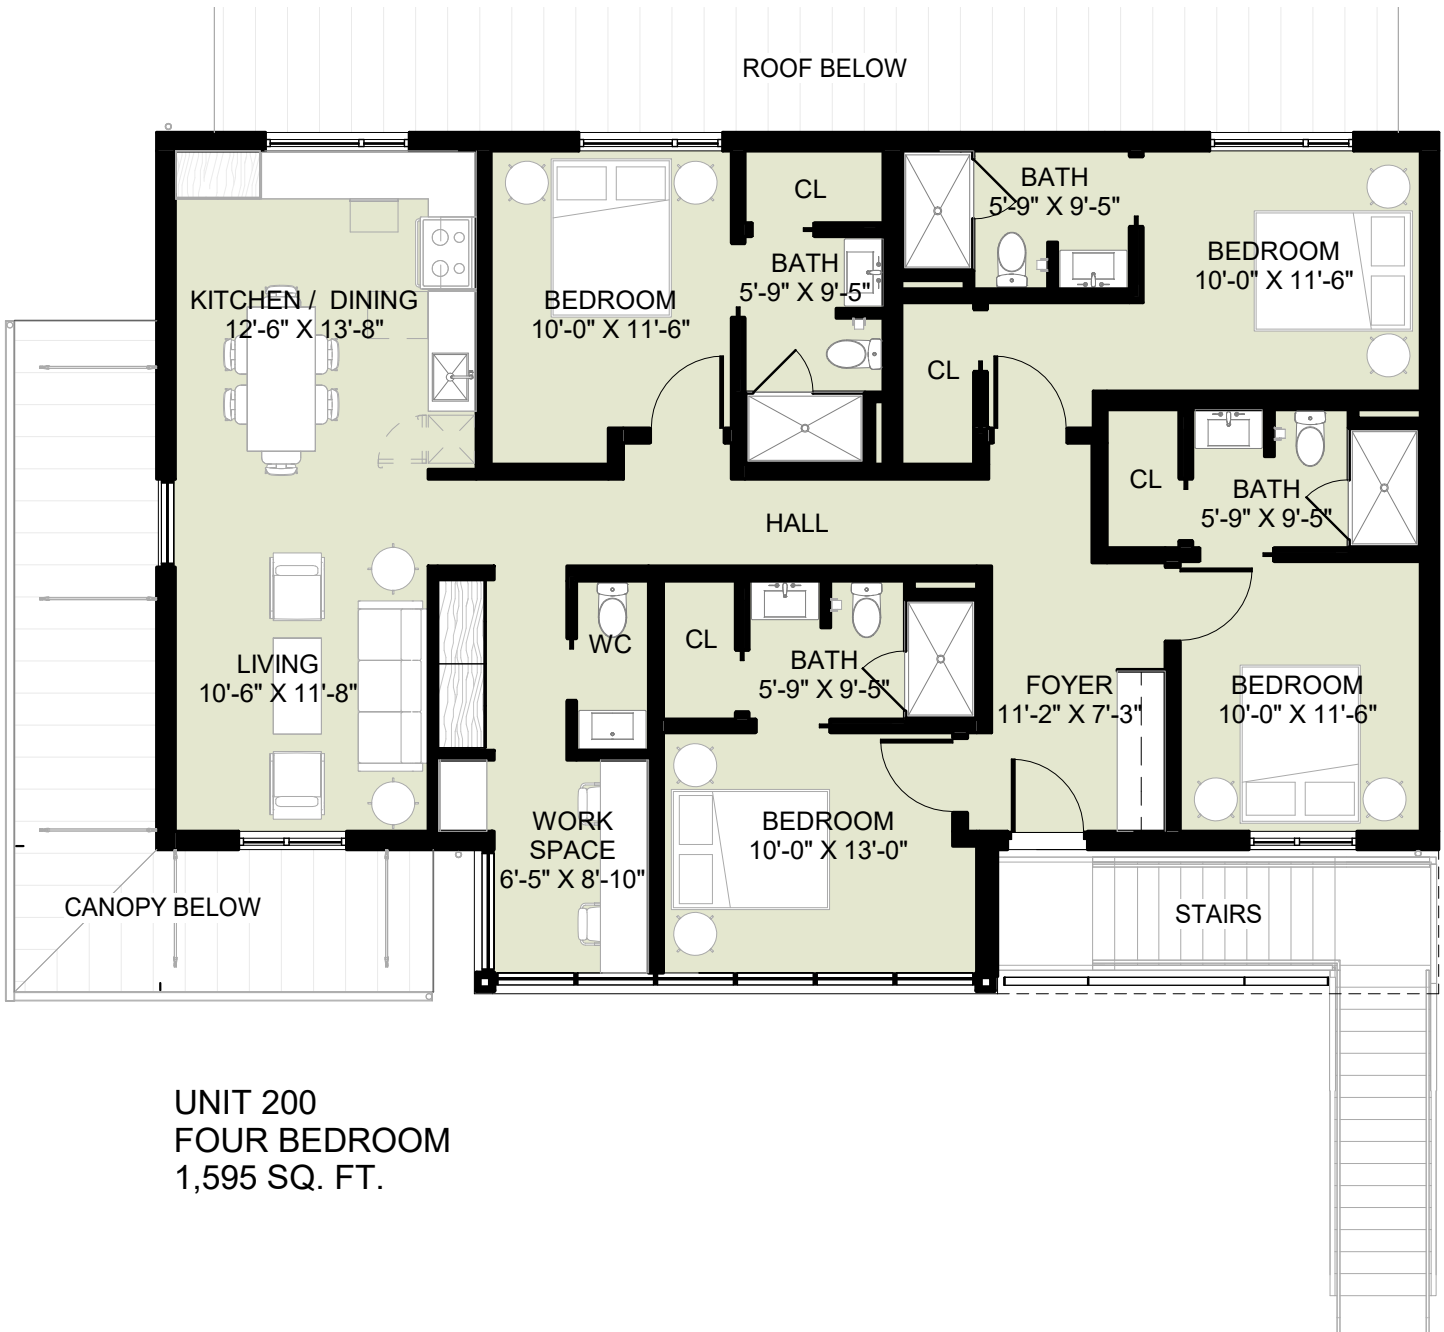 ROOF BELOW
CL
BATH
5'-9" X 9'-5"
BEDROOM
10'-0" X 11'-6"
BATH
5'-9" X 9'-5"
KITCHEN / DINING
12'-6" X 13'-8"
BEDROOM
10'-0" X 11'-6"
CL
CL
BATH
5'-9" X 9'-5"
HALL
WC
CL
BATH
5'-9" X 9'-5"
LIVING
10'-6" X 11'-8"
FOYER
11'-2" X 7'-3"
BEDROOM
10'-0" X 11'-6"
WORK
SPACE
6'-5" X 8'-10"
BEDROOM
10'-0" X 13'-0"
CANOPY BELOW
STAIRS
UNIT 200
FOUR BEDROOM
1,595 SQ. FT.